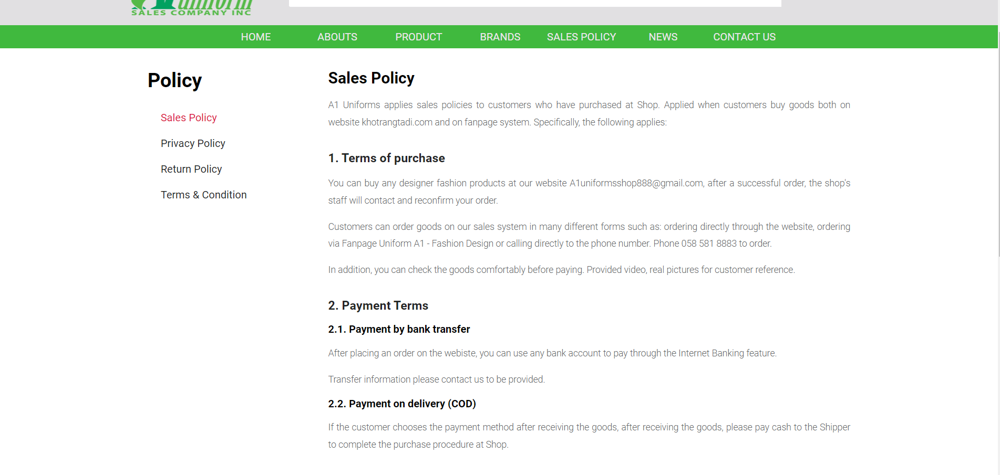 uniform
SALES COMPANY INC
HOME ABOUTS PRODUCT BRANDS SALES POLICY NEWS CONTACT US
Policy
Sales Policy
Privacy Policy
Return Policy
Terms & Condition
Sales Policy
A1 Uniforms applies sales policies to customers who have purchased at Shop. Applied when customers buy goods both on
website khotrangtadi.com and on fanpage system. Specifically, the following applies:
1. Terms of purchase
You can buy any designer fashion products at our website A1uniformsshop888@gmail.com, after a successful order, the shop's
staff will contact and reconfirm your order.
Customers can order goods on our sales system in many different forms such as: ordering directly through the website, ordering
via Fanpage Uniform A1 - Fashion Design or calling directly to the phone number. Phone 058 581 8883 to order.
In addition, you can check the goods comfortably before paying. Provided video, real pictures for customer reference.
2. Payment Terms
2.1. Payment by bank transfer
After placing an order on the webiste, you can use any bank account to pay through the Internet Banking feature.
Transfer information please contact us to be provided.
2.2. Payment on delivery (COD)
If the customer chooses the payment method after receiving the goods, after receiving the goods, please pay cash to the Shipper
to complete the purchase procedure at Shop.